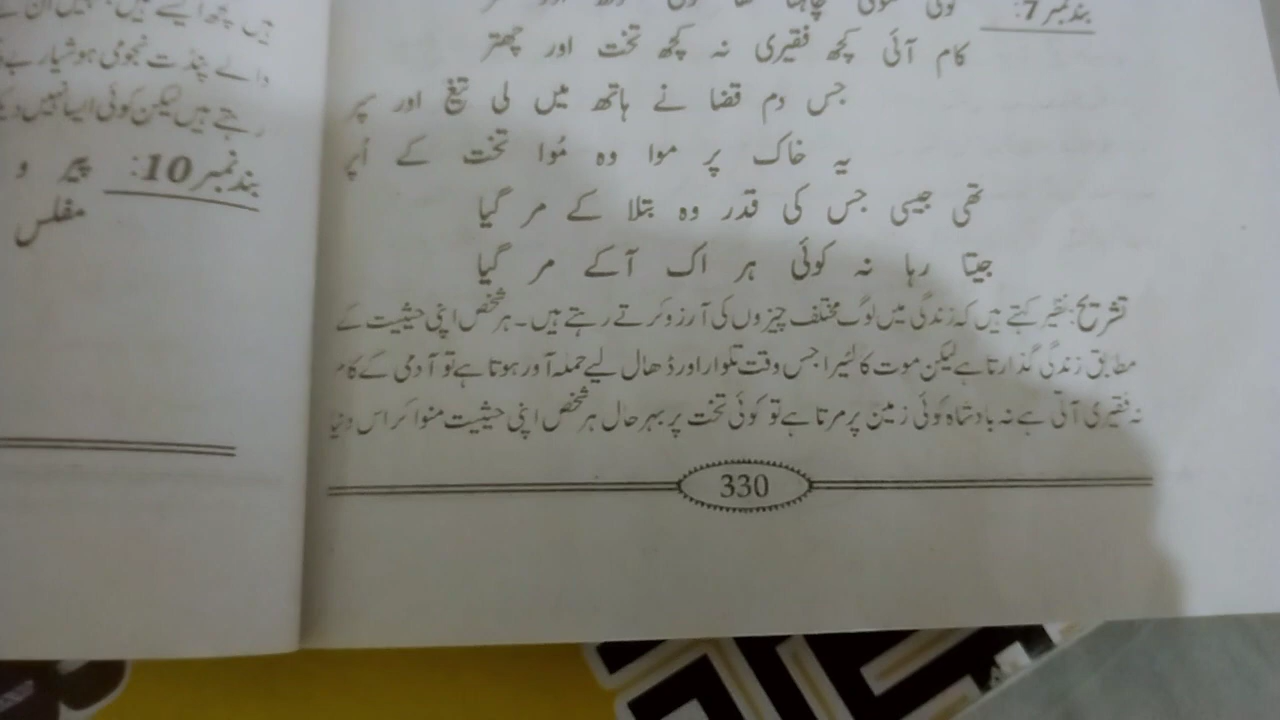 بند نمبر 7:
کام آئی کچھ فقیری نہ کچھ تخت اور چھتر
جس دم قضا نے ہاتھ میں لی تیغ اور سپر
یہ خاک پر موا وہ مُوا تخت کے اُپر
تھی جیسی جس کی قدر وہ بتلا کے مر گیا
جیتا رہا نہ کوئی ہر اک آکے مر گیا
تشریح: نظیر کہتے ہیں کہ زندگی میں لوگ مختلف چیزوں کی آرزو کرتے رہتے ہیں۔ ہر شخص اپنی حیثیت کے
مطابق زندگی گذارتا ہے لیکن موت کا لٹیرا جس وقت تلوار اور ڈھال لیے حملہ آور ہوتا ہے تو آدمی کے کام
نہ فقیری آتی ہے نہ بادشاہ کوئی زمین پر مرتا ہے تو کوئی تخت پر بہر حال ہر شخص اپنی حیثیت منوا کر اس دنیا
330
والے پنڈت نجومی ہوشیار
رہتے ہیں لیکن کوئی ایسا نہیں
بند نمبر 10: پیر و
مفلس